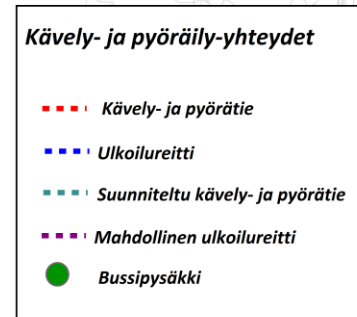 Kävely- ja pyöräily-yhteydet
Kävely- ja pyörätie
Ulkoilureitti
Suunniteltu kävely- ja pyörätie
Mahdollinen ulkoilureitti
Bussipysäkki